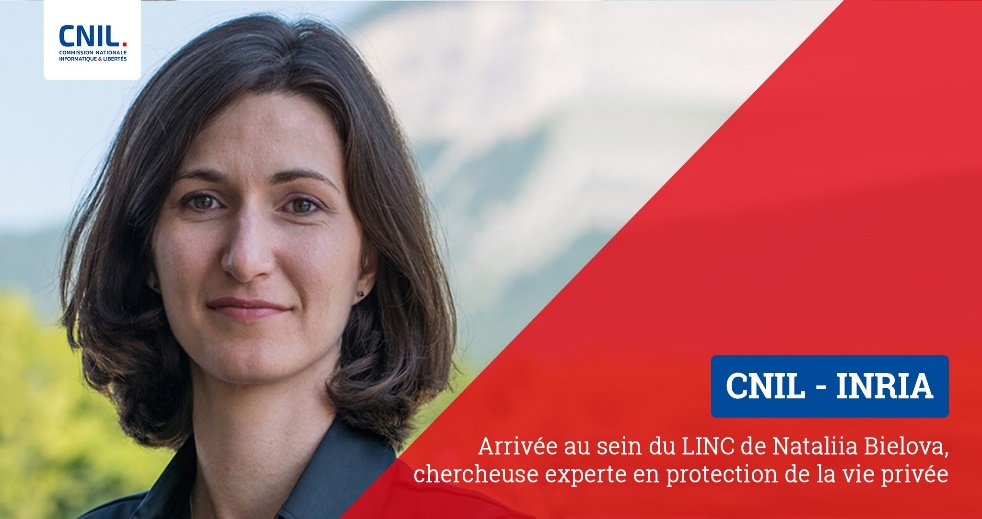 CNIL.
COMMISSION NATIONALE
INFORMATIQUE & LIBERTÉS
CNIL - INRIA
Arrivée au sein du LINC de Nataliia Bielova,
chercheuse experte en protection de la vie privée